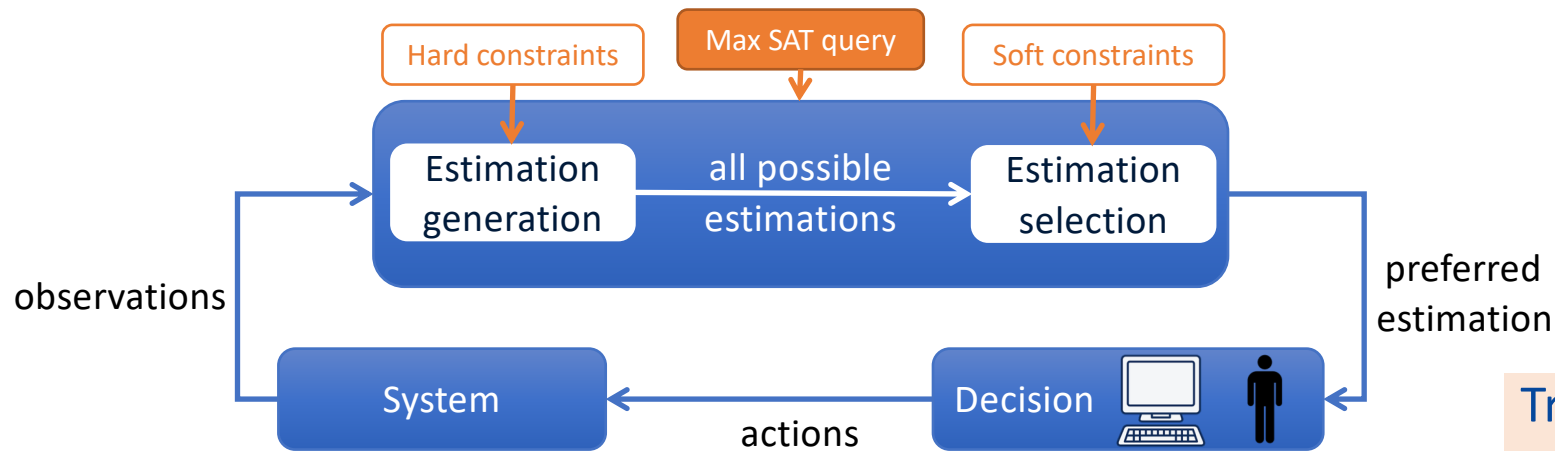 Hard constraints
Max SAT query
Soft constraints
Estimation
generation
all possible
estimations
Estimation
selection
observations
preferred
estimation
System
actions
Decision